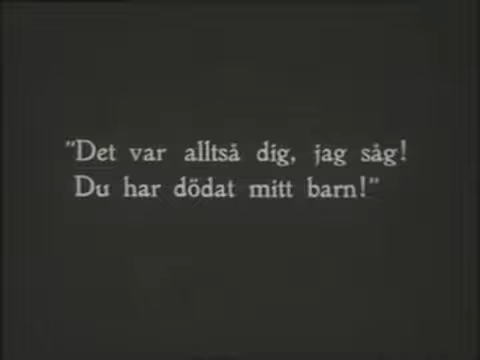 "Det var alltså dig, jag såg!
Du har dödat mitt barn!"